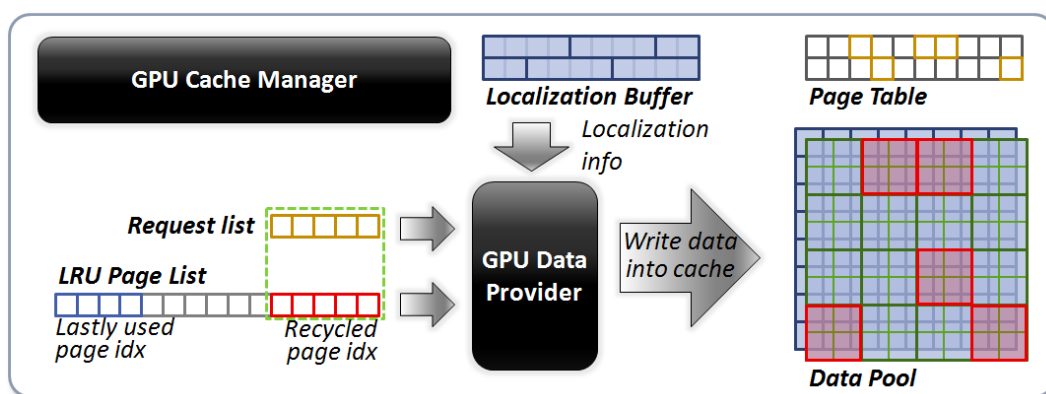 GPU Cache Manager
Localization Buffer
Page Table
Localization
info
Request list
LRU Page List
GPU Data
Provider
Write data
into cache
Lastly used
page idx
Recycled
page idx
Data Pool